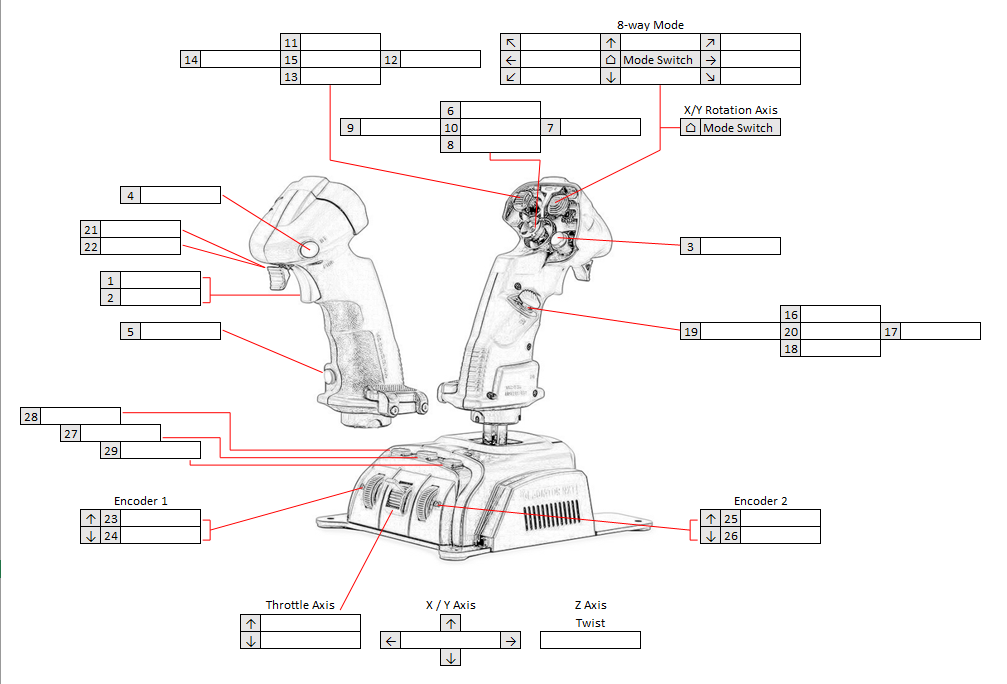 8-way Mode
11
↖ ↑ ↗
14 15 12
← ⌂ Mode Switch →
13
↙ ↓ ↘
6
X/Y Rotation Axis
9 10 7
⌂ Mode Switch
8
4
21
22
3
1
2
16
5
19 20 17
18
28
27
29
Encoder 1
Encoder 2
↑ 23
↑ 25
↓ 24
↓ 26
Throttle Axis
X / Y Axis
Z Axis
↑
↑
Twist
↓
← →
↓